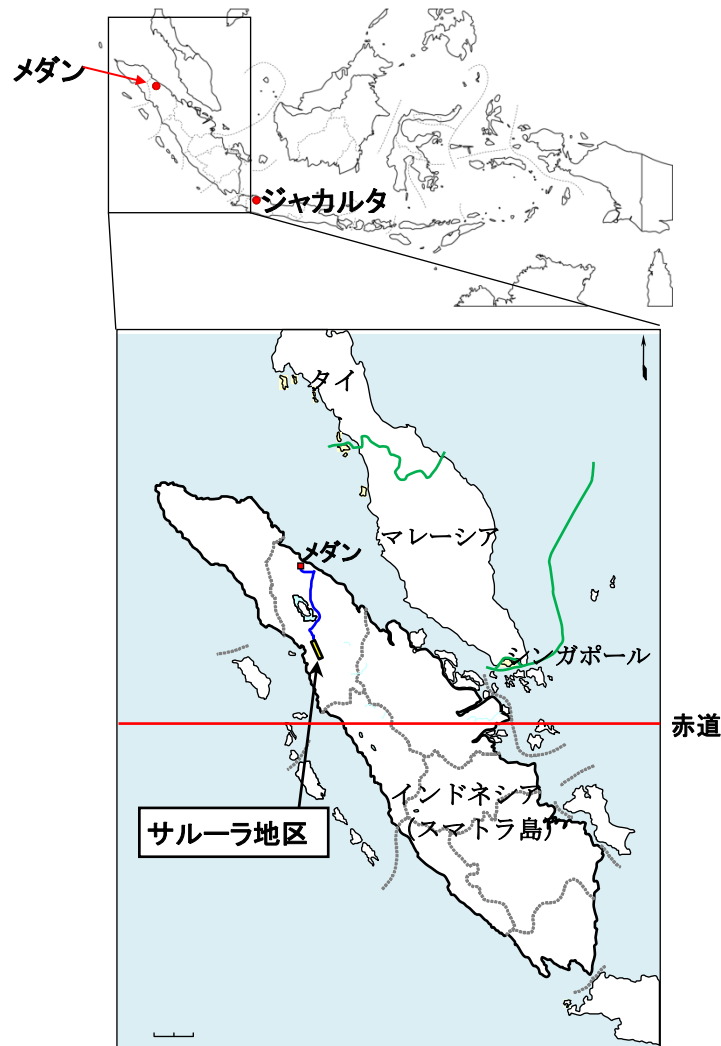 メダン
ジャカルタ
タイ
マレーシア
メダン
シンガポール
赤道
インドネシア
(スマトラ島)
サルーラ地区